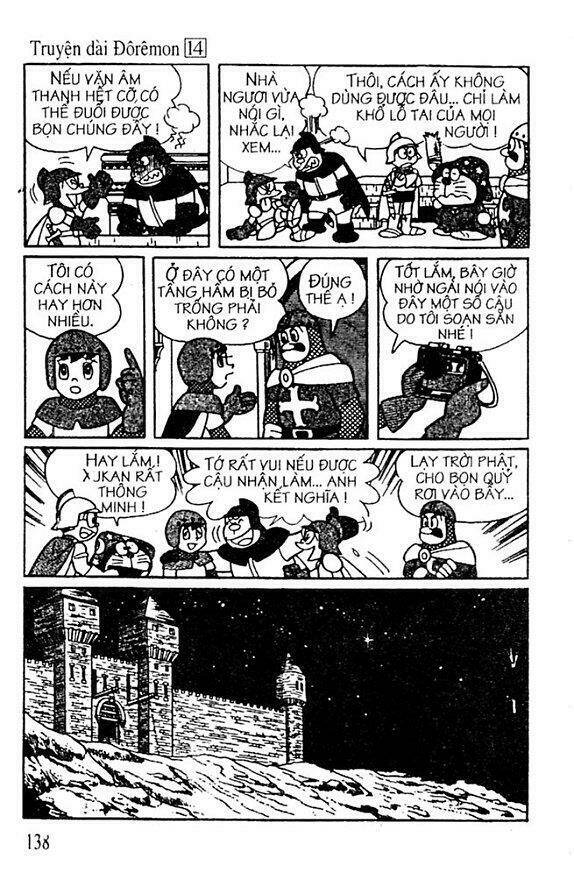 Truyện dài Đôrêmon 14
NẾU VẶN ÂM
THANH HẾT CỠ, CÓ
THỂ ĐUỔI ĐƯỢC
BỌN CHÚNG ĐẤY !
NHÀ
NGƯƠI VỪA
NÓI GÌ,
NHẮC LẠI
XEM...
THÔI, CÁCH ẤY KHÔNG
DÙNG ĐƯỢC ĐÂU... CHỈ LÀM
KHỔ LỖ TAI CỦA MỌI
NGƯỜI !
TÔI CÓ
CÁCH NÀY
HAY HƠN
NHIỀU.
Ở ĐÂY CÓ MỘT
TẦNG HẦM BỊ BỎ
TRỐNG PHẢI
KHÔNG ?
ĐÚNG
THẾ Ạ !
TỐT LẮM, BÂY GIỜ
NHỜ NGÀI NÓI VÀO
ĐÂY MỘT SỐ CÂU
DO TÔI SOẠN SẴN
NHÉ !
HAY LẮM !
XUKAN RẤT
THÔNG
MINH !
TỚ RẤT VUI NẾU ĐƯỢC
CẬU NHẬN LÀM... ANH
KẾT NGHĨA !
LẠY TRỜI PHẬT,
CHO BỌN QUỶ
RƠI VÀO BẪY...
138